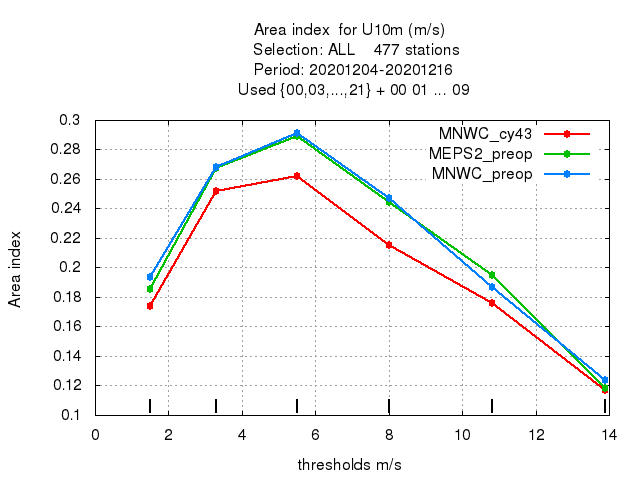 Area index  for U10m (m/s)
Selection: ALL    477 stations
Period: 20201204-20201216
Used {00,03,...,21} + 00 01 ... 09
MNWC_cy43
MEPS2_preop
MNWC_preop
0.3
0.28
0.26
0.24
0.22
0.2
0.18
0.16
0.14
0.12
0.1
Area index
0 2 4 6 8 10 12 14
thresholds m/s